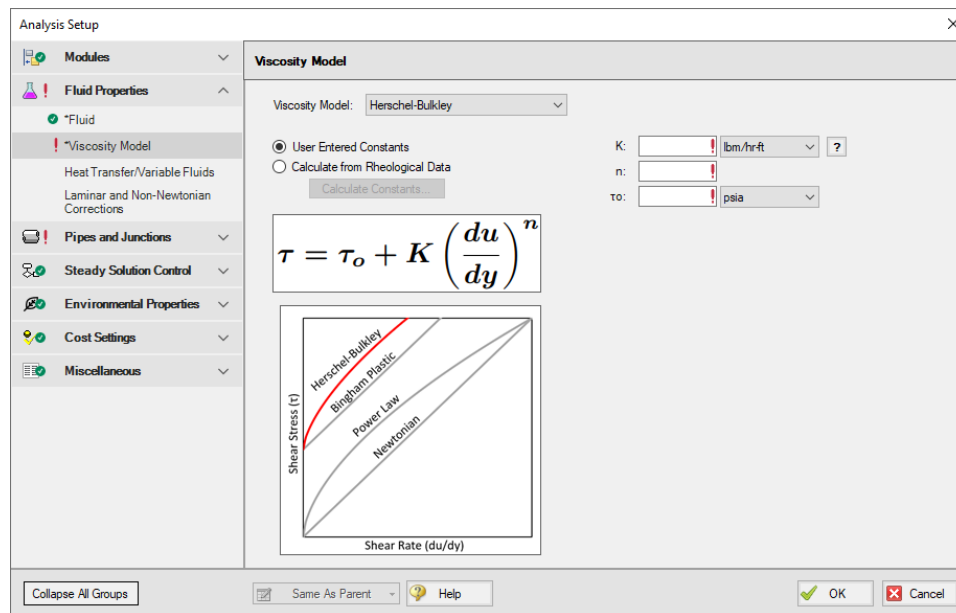 Analysis Setup
Modules
Fluid Properties
*Fluid
*Viscosity Model
Heat Transfer/Variable Fluids
Laminar and Non-Newtonian
Corrections
Pipes and Junctions
Steady Solution Control
Environmental Properties
Cost Settings
Miscellaneous
Collapse All Groups
Viscosity Model
Viscosity Model: Herschel-Bulkley
User Entered Constants
Calculate from Rheological Data
Calculate Constants...
K: ! lbm/hr-ft ?
n: !
τo: ! psia
τ = τₒ + K (du/dy)ⁿ
Herschel-Bulkley
Bingham Plastic
Power Law
Newtonian
Shear Stress (τ)
Shear Rate (du/dy)
Same As Parent
Help
OK
Cancel